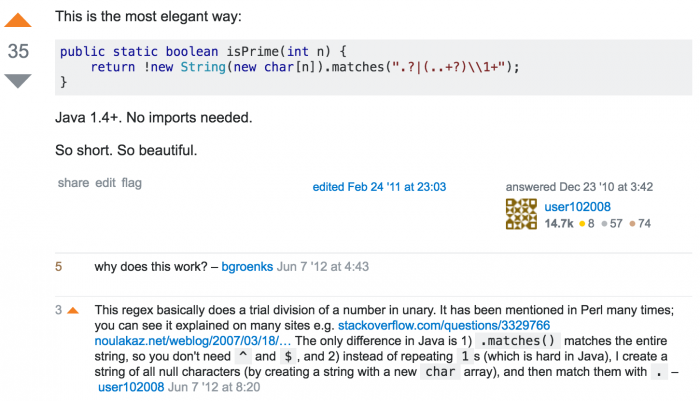 This is the most elegant way:
35
public static boolean isPrime(int n) {
    return !new String(new char[n]).matches(".?|(..+?)\\1+");
}
Java 1.4+. No imports needed.
So short. So beautiful.
share edit flag
edited Feb 24 '11 at 23:03
answered Dec 23 '10 at 3:42
user102008
14.7k 8 57 74
5 why does this work? – bgroenks Jun 7 '12 at 4:43
3 This regex basically does a trial division of a number in unary. It has been mentioned in Perl many times;
you can see it explained on many sites e.g. stackoverflow.com/questions/3329766
noulakaz.net/weblog/2007/03/18/… The only difference in Java is 1) .matches() matches the entire
string, so you don't need ^ and $ , and 2) instead of repeating 1 s (which is hard in Java), I create a
string of all null characters (by creating a string with a new char array), and then match them with . –
user102008 Jun 7 '12 at 8:20